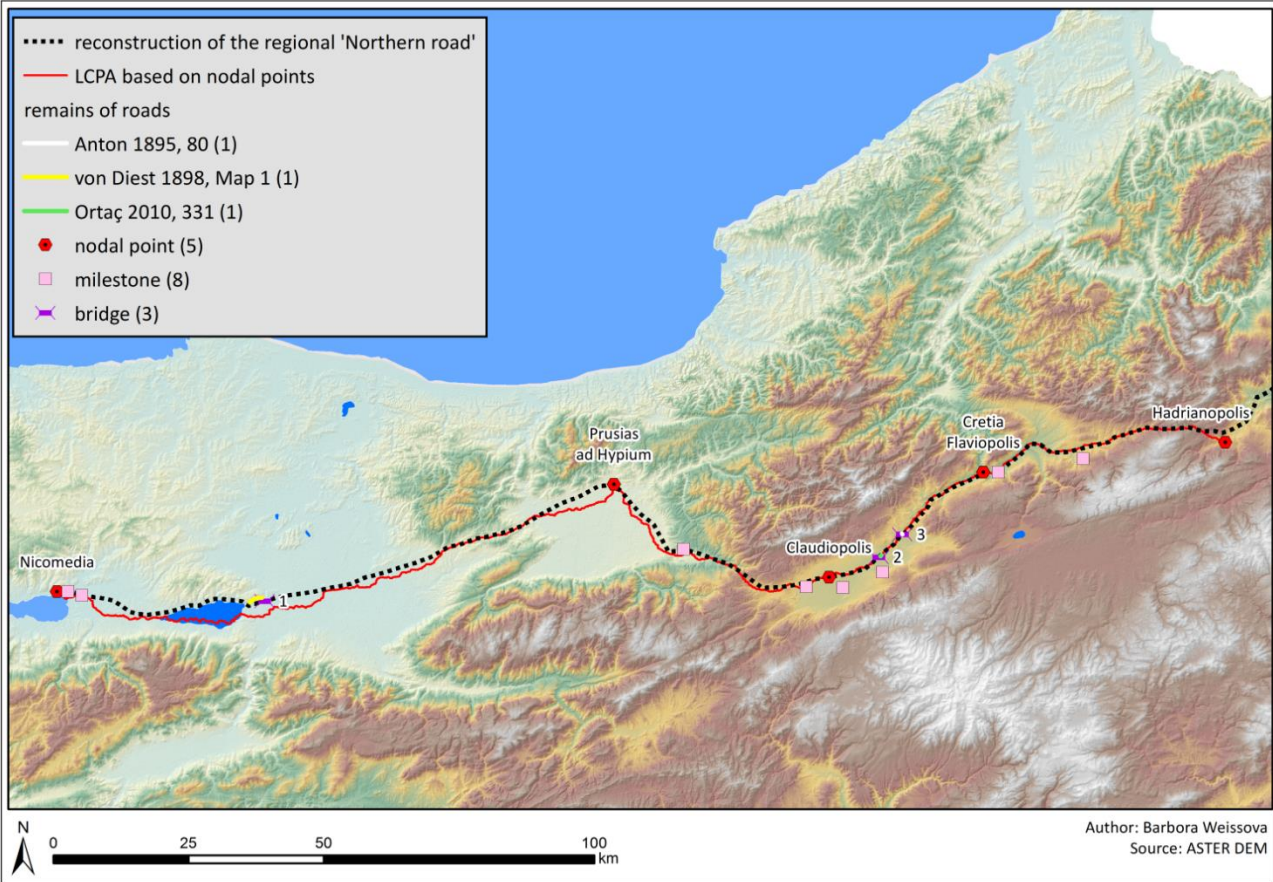 reconstruction of the regional 'Northern road'
LCPA based on nodal points
remains of roads
Anton 1895, 80 (1)
von Diest 1898, Map 1 (1)
Ortaç 2010, 331 (1)
nodal point (5)
milestone (8)
bridge (3)
Hadrianopolis
Cretia
Flaviopolis
Prusias
ad Hypium
Claudiopolis
3
2
Nicomedia
1
N
0 25 50 100
km
Author: Barbora Weissova
Source: ASTER DEM